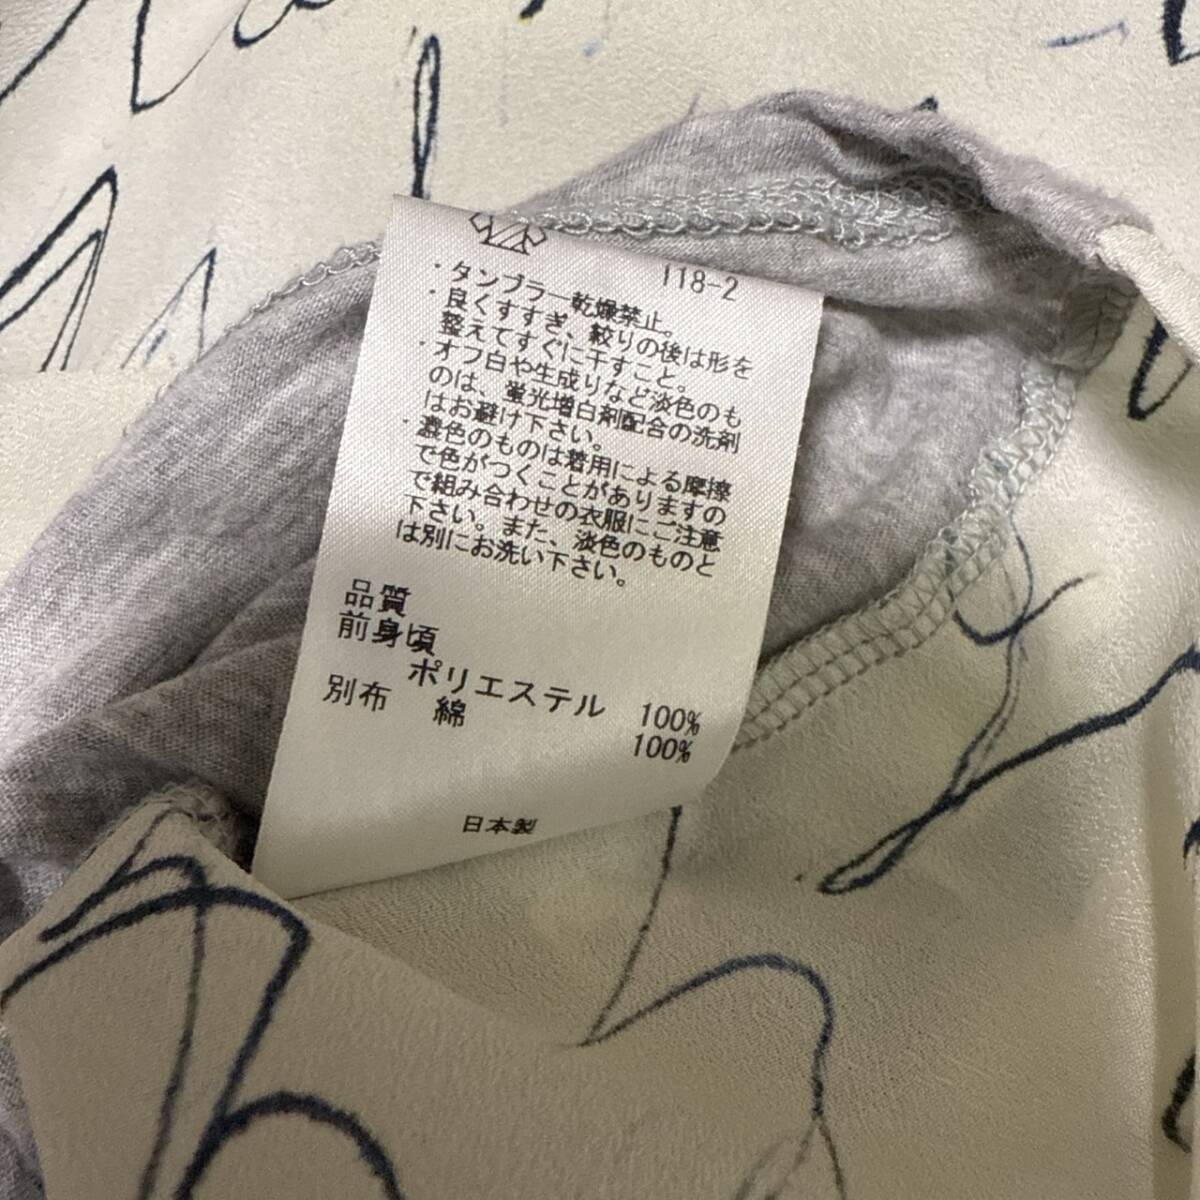 118-2
・タンブラー乾燥禁止。
・良くすすぎ、絞りの後は形を
整えてすぐに干すこと。
・オフ白や生成りなど淡色のも
のは、蛍光増白剤配合の洗剤
はお避け下さい。
・濃色のものは着用による摩擦
で色がつくことがありますの
で組み合わせの衣服にご注意
下さい。また、淡色のものと
は別にお洗い下さい。
品質
前身頃
ポリエステル 100%
別布 綿 100%
日本製